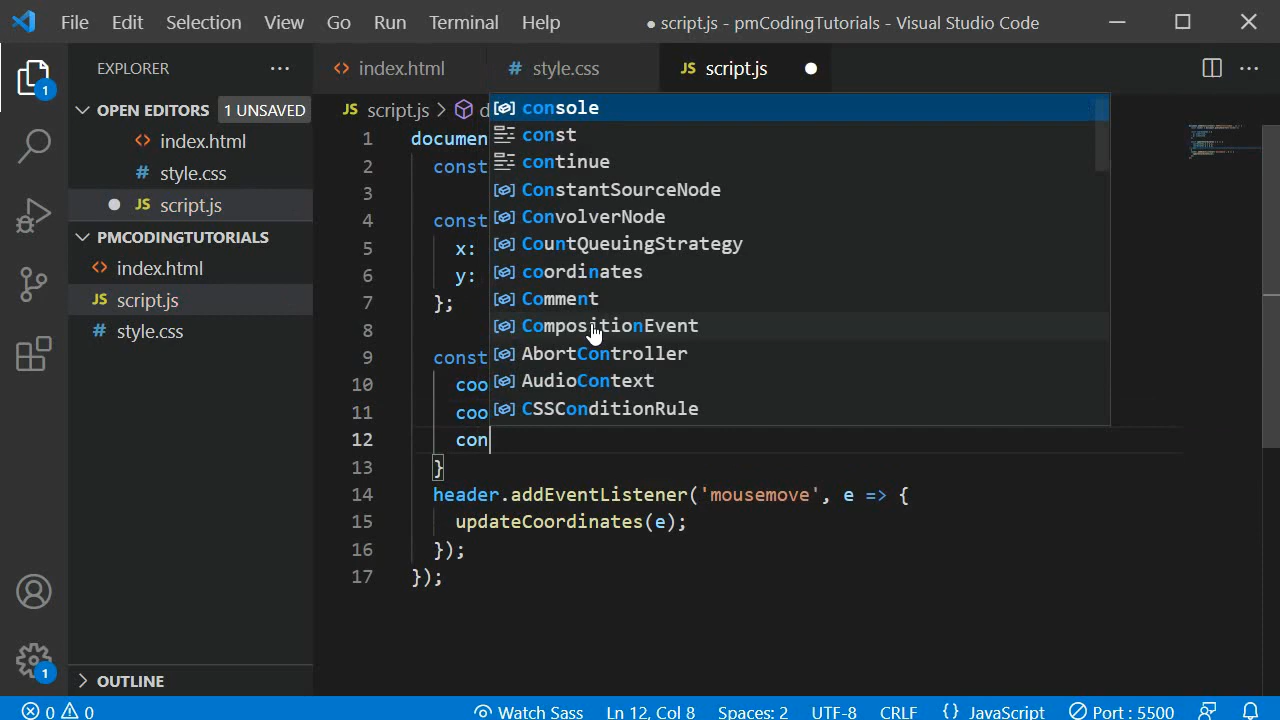 File Edit Selection View Go Run Terminal Help ● script.js - pmCodingTutorials - Visual Studio Code
EXPLORER ···
index.html # style.css JS script.js ●
OPEN EDITORS 1 UNSAVED
index.html
# style.css
● JS script.js
PMCODINGTUTORIALS
index.html
JS script.js
# style.css
OUTLINE
1
1
JS script.js > d
1 documen
2 const
3
4 const
5 x:
6 y:
7 };
8
9 const
10 coo
11 coo
12 con
13 }
14 header.addEventListener('mousemove', e => {
15 updateCoordinates(e);
16 });
17 });
console
const
continue
ConstantSourceNode
ConvolverNode
CountQueuingStrategy
coordinates
Comment
CompositionEvent
AbortController
AudioContext
CSSConditionRule
0 0 Watch Sass Ln 12, Col 8 Spaces: 2 UTF-8 CRLF {} JavaScript Port : 5500